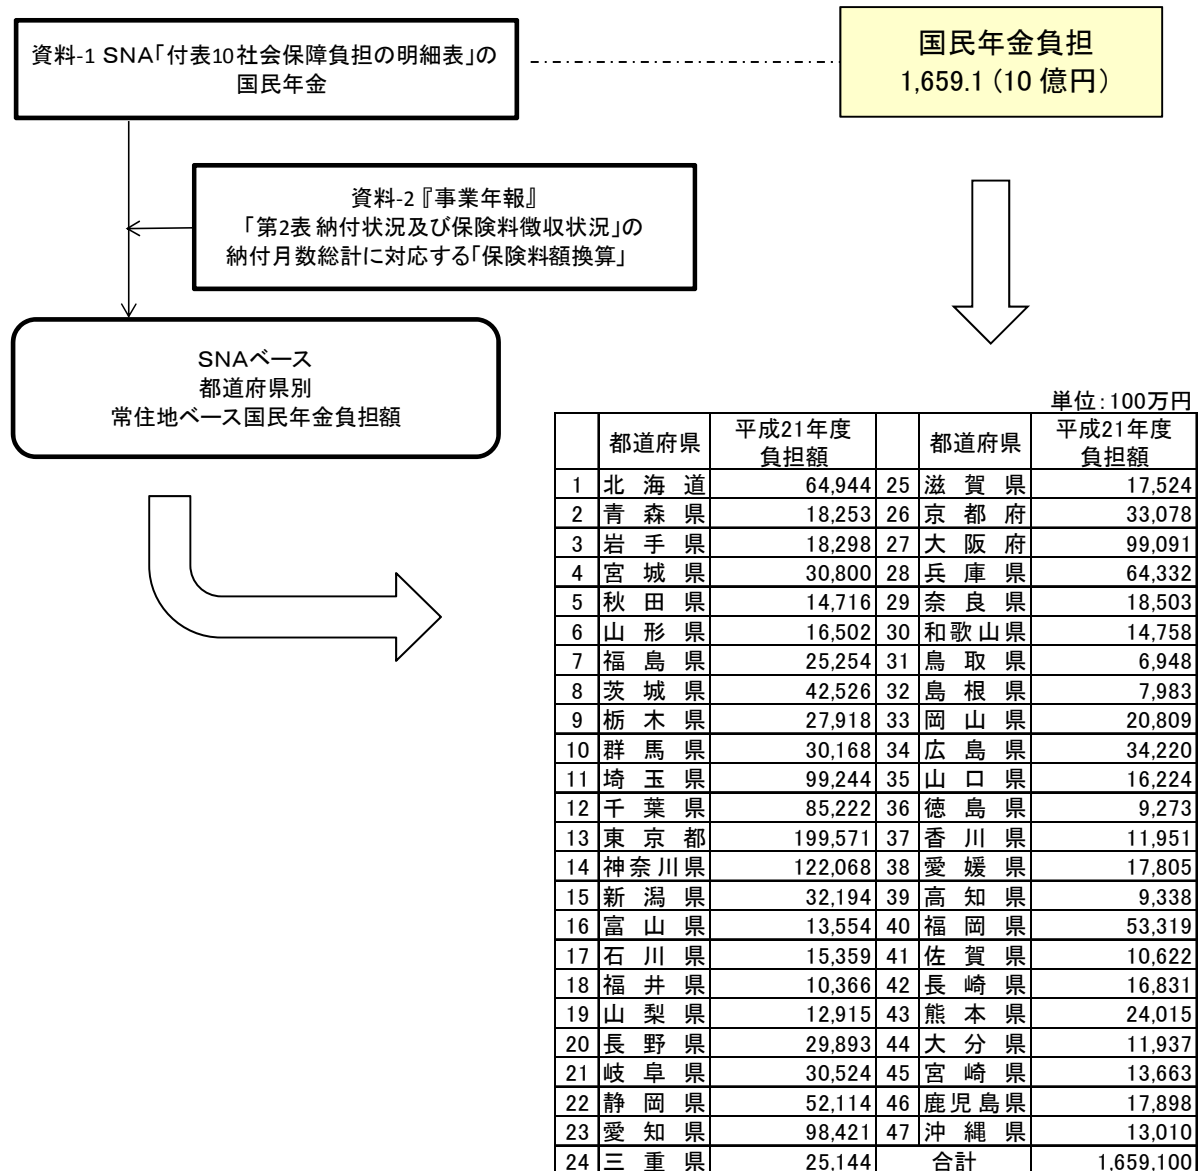 資料-1 SNA「付表10社会保障負担の明細表」の
国民年金
国民年金負担
1,659.1（10 億円）
資料-2『事業年報』
「第2表 納付状況及び保険料徴収状況」の
納付月数総計に対応する「保険料額換算」
SNAベース
都道府県別
常住地ベース国民年金負担額
単位：100万円
都道府県 平成21年度 負担額 都道府県 平成21年度 負担額
1 北海道 64,944 25 滋賀県 17,524
2 青森県 18,253 26 京都府 33,078
3 岩手県 18,298 27 大阪府 99,091
4 宮城県 30,800 28 兵庫県 64,332
5 秋田県 14,716 29 奈良県 18,503
6 山形県 16,502 30 和歌山県 14,758
7 福島県 25,254 31 鳥取県 6,948
8 茨城県 42,526 32 島根県 7,983
9 栃木県 27,918 33 岡山県 20,809
10 群馬県 30,168 34 広島県 34,220
11 埼玉県 99,244 35 山口県 16,224
12 千葉県 85,222 36 徳島県 9,273
13 東京都 199,571 37 香川県 11,951
14 神奈川県 122,068 38 愛媛県 17,805
15 新潟県 32,194 39 高知県 9,338
16 富山県 13,554 40 福岡県 53,319
17 石川県 15,359 41 佐賀県 10,622
18 福井県 10,366 42 長崎県 16,831
19 山梨県 12,915 43 熊本県 24,015
20 長野県 29,893 44 大分県 11,937
21 岐阜県 30,524 45 宮崎県 13,663
22 静岡県 52,114 46 鹿児島県 17,898
23 愛知県 98,421 47 沖縄県 13,010
24 三重県 25,144 合計 1,659,100